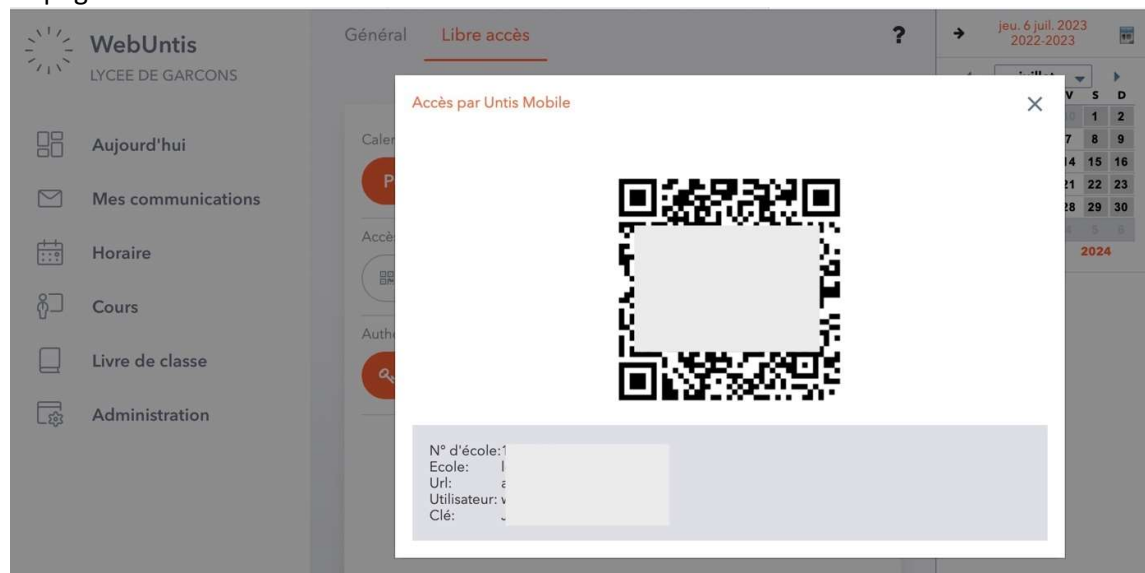 WebUntis
LYCEE DE GARCONS
Aujourd'hui
Mes communications
Horaire
Cours
Livre de classe
Administration
Général Libre accès ?
Accès par Untis Mobile
N° d'école:1
Ecole: l
Url: a
Utilisateur:
Clé:
jeu. 6 juil. 2023
2022-2023
V S D
1 2
7 8 9
14 15 16
21 22 23
28 29 30
5 6
2024